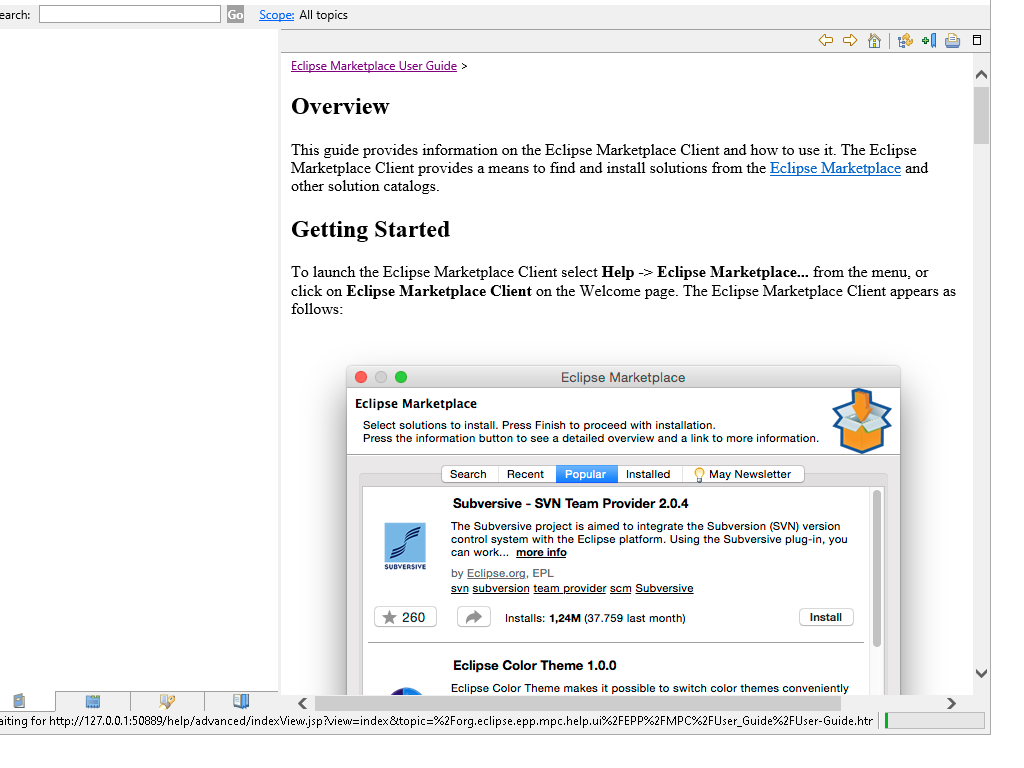 earch: Go Scope: All topics
Eclipse Marketplace User Guide >
Overview
This guide provides information on the Eclipse Marketplace Client and how to use it. The Eclipse
Marketplace Client provides a means to find and install solutions from the Eclipse Marketplace and
other solution catalogs.
Getting Started
To launch the Eclipse Marketplace Client select Help -> Eclipse Marketplace... from the menu, or
click on Eclipse Marketplace Client on the Welcome page. The Eclipse Marketplace Client appears as
follows:
Eclipse Marketplace
Eclipse Marketplace
Select solutions to install. Press Finish to proceed with installation.
Press the information button to see a detailed overview and a link to more information.
Search Recent Popular Installed May Newsletter
Subversive - SVN Team Provider 2.0.4
The Subversive project is aimed to integrate the Subversion (SVN) version
control system with the Eclipse platform. Using the Subversive plug-in, you
can work... more info
SUBVERSIVE
by Eclipse.org, EPL
svn subversion team provider scm Subversive
260 Installs: 1,24M (37.759 last month) Install
Eclipse Color Theme 1.0.0
Eclipse Color Theme makes it possible to switch color themes conveniently
aiting for http://127.0.0.1:50889/help/advanced/indexView.jsp?view=index&topic=%2Forg.eclipse.epp.mpc.help.ui%2FEPP%2FMPC%2FUser_Guide%2FUser-Guide.htr